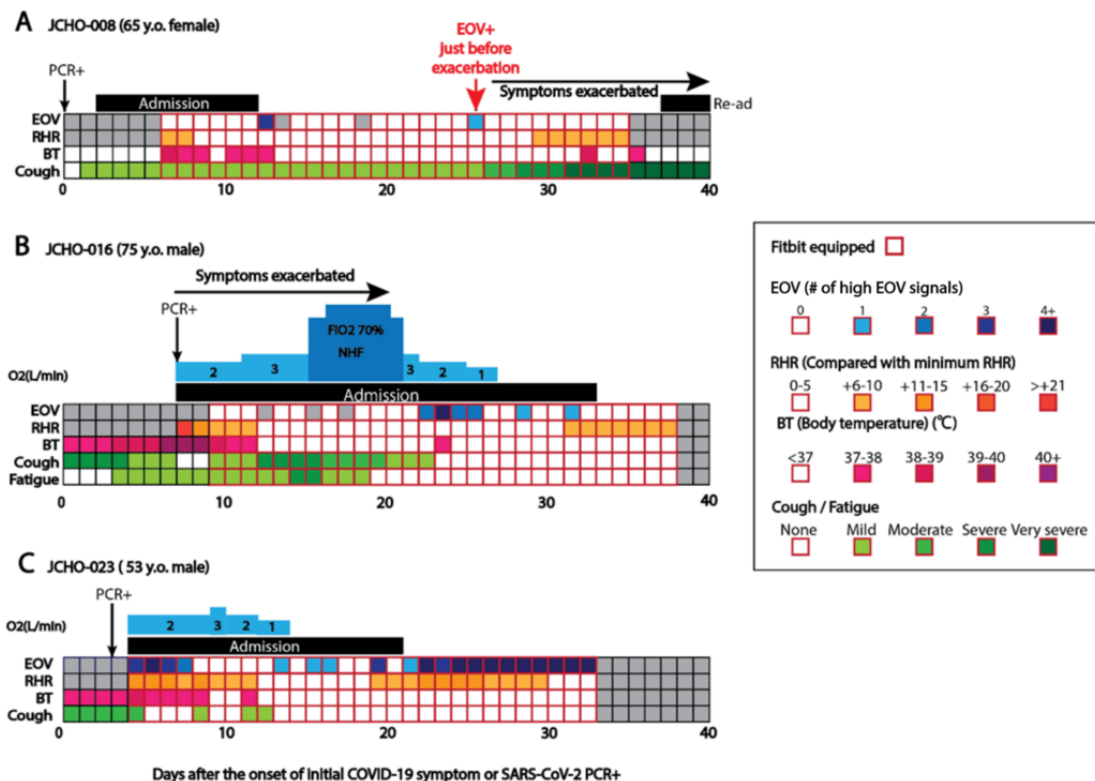 A JCHO-008 (65 y.o. female)
PCR+
EOV+
just before
exacerbation
Symptoms exacerbated
Admission
Re-ad
EOV
RHR
BT
Cough
0 10 20 30 40
B JCHO-016 (75 y.o. male)
Symptoms exacerbated
PCR+
FIO2 70%
NHF
O2(L/min)
2 3 3 2 1
Admission
EOV
RHR
BT
Cough
Fatigue
0 10 20 30 40
C JCHO-023 ( 53 y.o. male)
PCR+
O2(L/min)
2 3 2 1
Admission
EOV
RHR
BT
Cough
0 10 20 30 40
Days after the onset of initial COVID-19 symptom or SARS-CoV-2 PCR+
Fitbit equipped
EOV (# of high EOV signals)
0 1 2 3 4+
RHR (Compared with minimum RHR)
0-5 +6-10 +11-15 +16-20 >+21
BT (Body temperature) (℃)
<37 37-38 38-39 39-40 40+
Cough / Fatigue
None Mild Moderate Severe Very severe